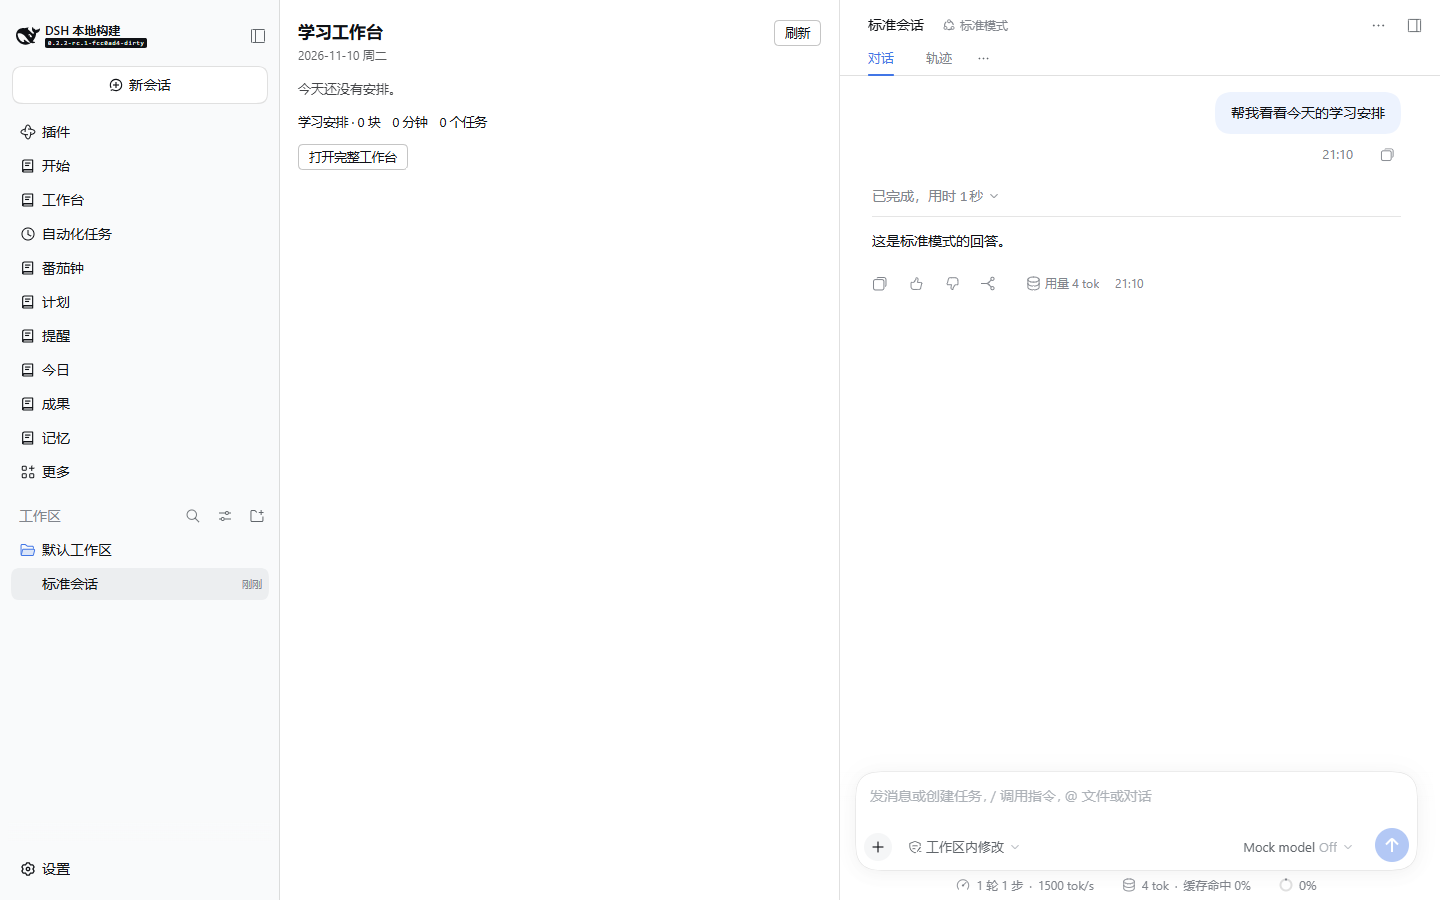 DSH 本地构建
0.3.2-rc.1-fcc0ad4-dirty
新会话
插件
开始
工作台
自动化任务
番茄钟
计划
提醒
今日
成果
记忆
更多
工作区
默认工作区
标准会话 刚刚
设置
学习工作台
刷新
2026-11-10 周二
今天还没有安排。
学习安排 · 0 块 0 分钟 0 个任务
打开完整工作台
标准会话 标准模式
对话 轨迹 ···
帮我看看今天的学习安排
21:10
已完成，用时 1 秒
这是标准模式的回答。
用量 4 tok 21:10
发消息或创建任务, / 调用指令, @ 文件或对话
工作区内修改 Mock model Off
1 轮 1 步 · 1500 tok/s 4 tok · 缓存命中 0% 0%